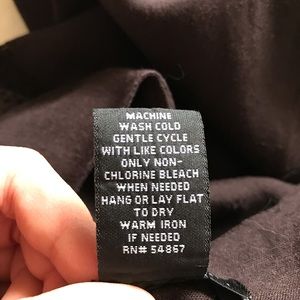 MACHINE
WASH COLD
GENTLE CYCLE
WITH LIKE COLORS
ONLY NON-
CHLORINE BLEACH
WHEN NEEDED
HANG OR LAY FLAT
TO DRY
WARM IRON
IF NEEDED
RN# 54867